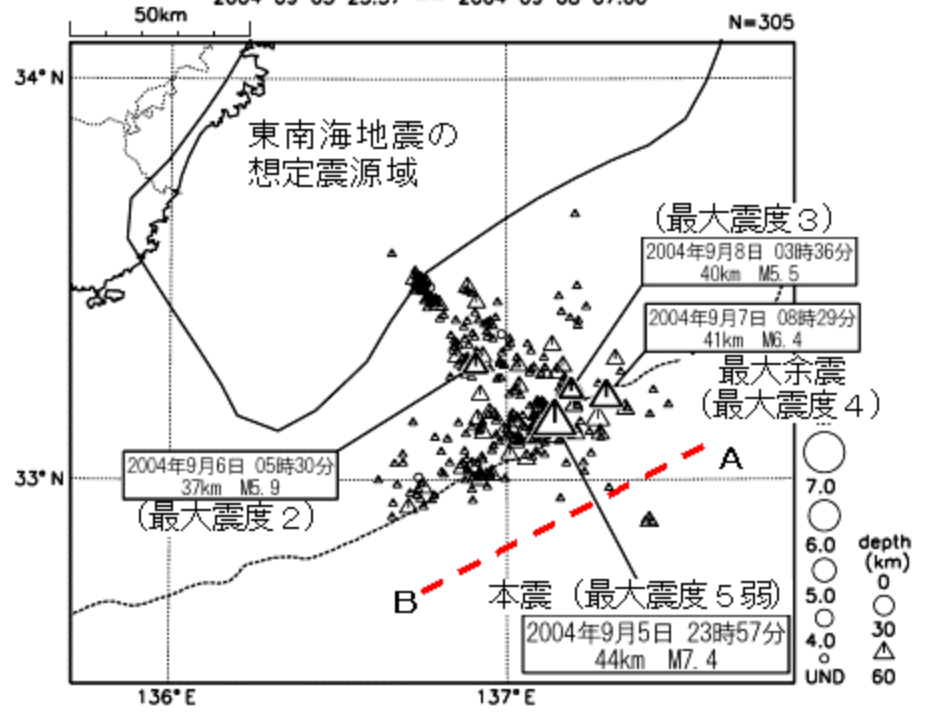 50km
N=305
34°N
東南海地震の
想定震源域
(最大震度3)
2004年9月8日 03時36分
40km M5.5
2004年9月7日 08時29分
41km M6.4
最大余震
(最大震度4)
2004年9月6日 05時30分
37km M5.9
(最大震度2)
33°N
A
B
本震 (最大震度5弱)
2004年9月5日 23時57分
44km M7.4
7.0
6.0
5.0
4.0
UND
depth
(km)
0
30
60
136°E
137°E